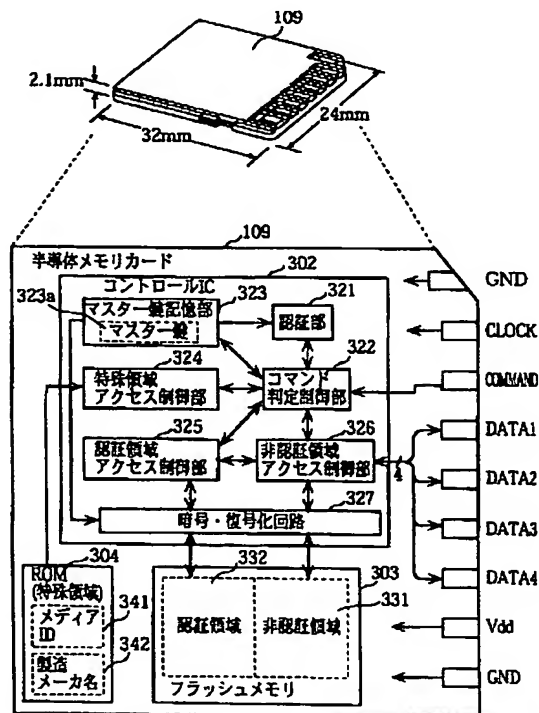 109
2.1mm
32mm
24mm
109
半導体メモリカード
302
コントロールIC
323a
マスター鍵記憶部
マスター鍵
323
321
認証部
322
コマンド
判定制御部
324
特殊領域
アクセス制御部
325
認証領域
アクセス制御部
326
非認証領域
アクセス制御部
4
327
暗号・復号化回路
304
ROM
(特殊領域)
341
メディア
ID
342
製造
メーカ名
332
303
331
認証領域
非認証領域
フラッシュメモリ
GND
CLOCK
COMMAND
DATA1
DATA2
DATA3
DATA4
Vdd
GND